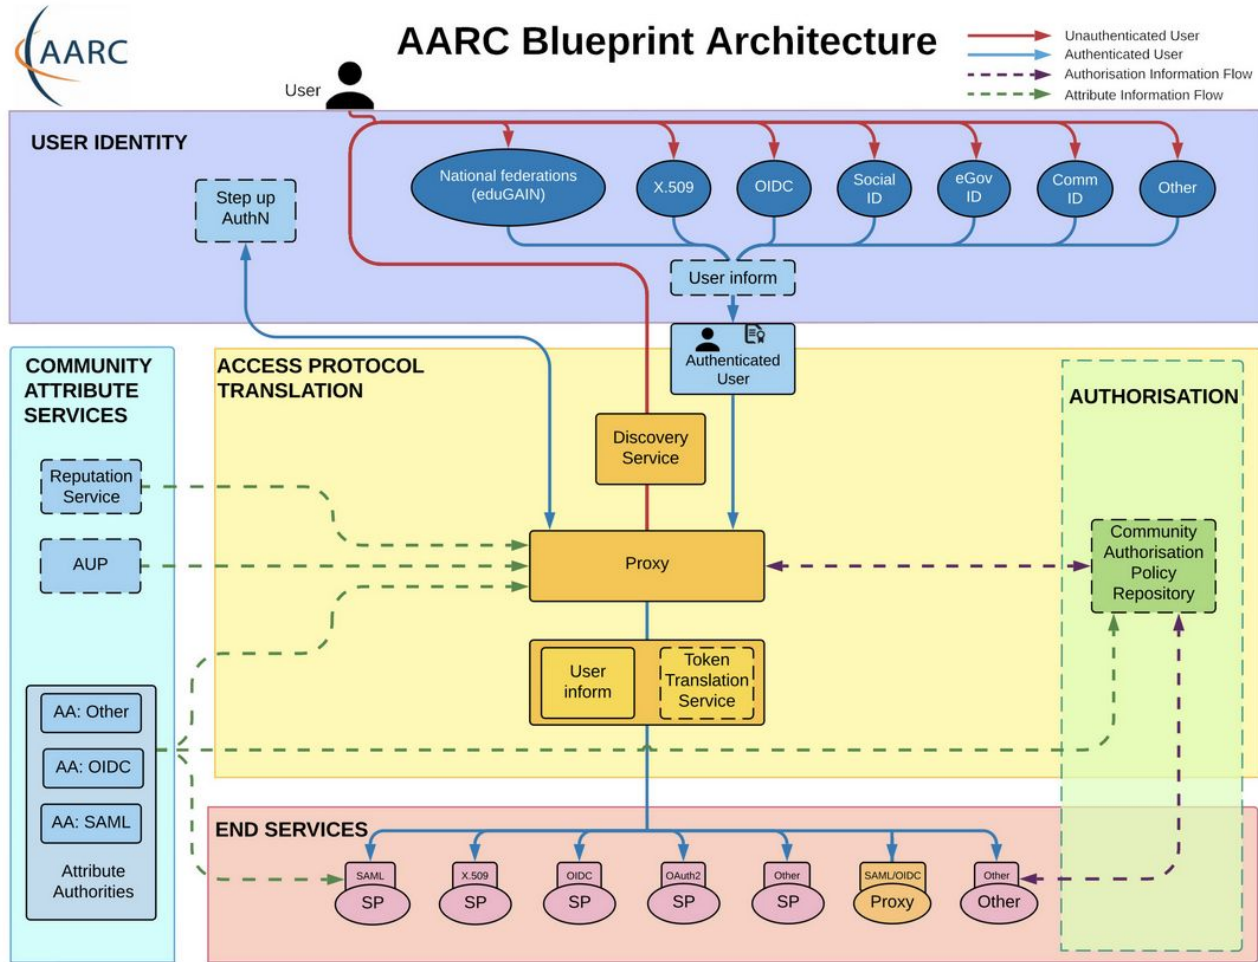 AARC
AARC Blueprint Architecture
Unauthenticated User
Authenticated User
Authorisation Information Flow
Attribute Information Flow
User
USER IDENTITY
Step up
AuthN
National federations
(eduGAIN)
X.509
OIDC
Social
ID
eGov
ID
Comm
ID
Other
User inform
Authenticated
User
COMMUNITY
ATTRIBUTE
SERVICES
Reputation
Service
AUP
AA: Other
AA: OIDC
AA: SAML
Attribute
Authorities
ACCESS PROTOCOL
TRANSLATION
Discovery
Service
Proxy
User
inform
Token
Translation
Service
AUTHORISATION
Community
Authorisation
Policy
Repository
END SERVICES
SAML
SP
X.509
SP
OIDC
SP
OAuth2
SP
Other
SP
SAML/OIDC
Proxy
Other
Other